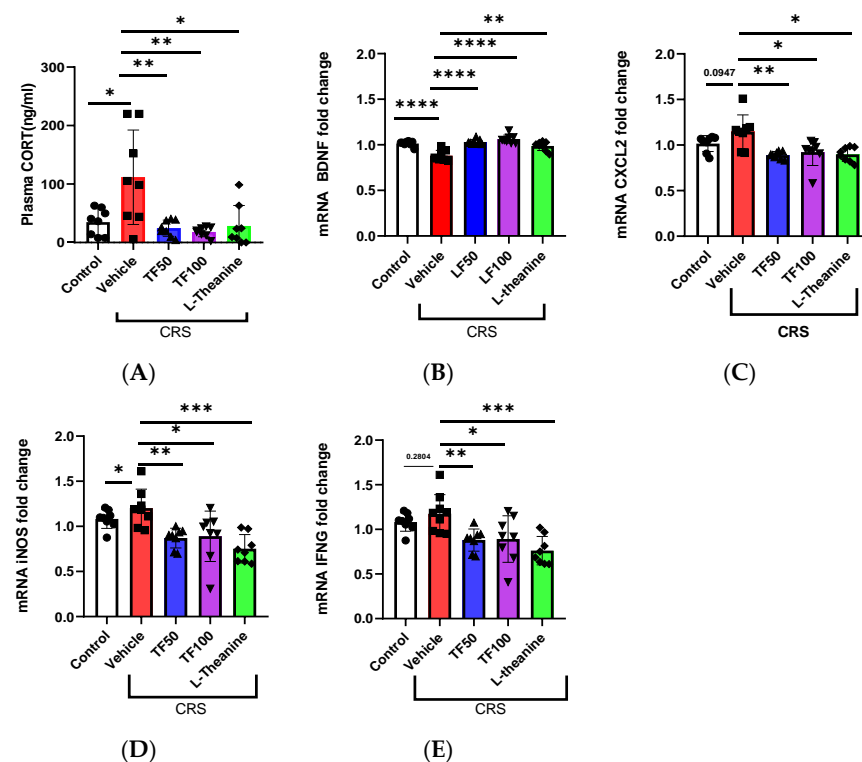 *
**
**
*
300
200
100
0
Plasma CORT(ng/ml)
Control
Vehicle
TF50
TF100
L-Theanine
CRS
(A)
**
****
****
****
2.0
1.5
1.0
0.5
0.0
mRNA BDNF fold change
Control
Vehicle
LF50
LF100
L-theanine
CRS
(B)
*
*
**
0.0947
2.0
1.5
1.0
0.5
0.0
mRNA CXCL2 fold change
Control
Vehicle
TF50
TF100
L-Theanine
CRS
(C)
***
*
**
*
2.0
1.5
1.0
0.5
0.0
mRNA iNOS fold change
Control
Vehicle
TF50
TF100
L-Theanine
CRS
(D)
***
*
**
0.2804
2.0
1.5
1.0
0.5
0.0
mRNA IFNG fold change
Control
Vehicle
TF50
TF100
L-theanine
CRS
(E)